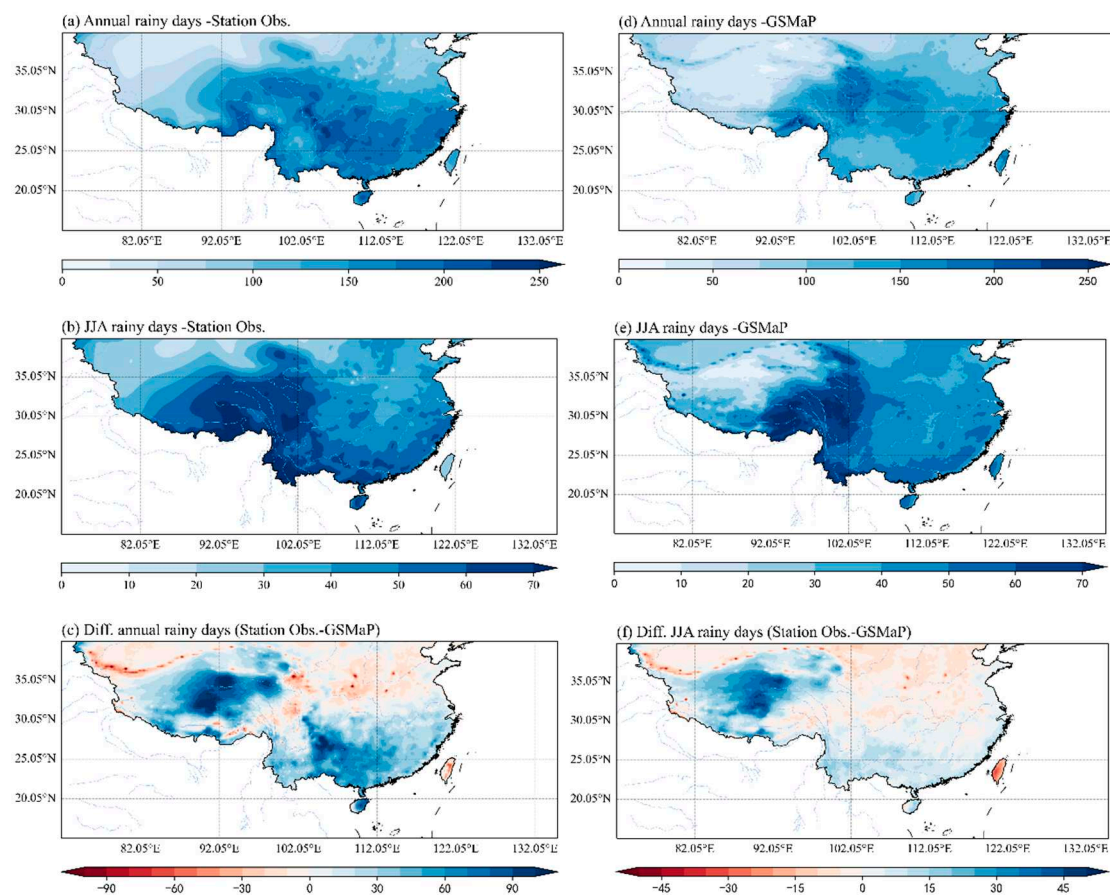 (a) Annual rainy days -Station Obs.
35.05°N
30.05°N
25.05°N
20.05°N
82.05°E 92.05°E 102.05°E 112.05°E 122.05°E 132.05°E
0 50 100 150 200 250
(b) JJA rainy days -Station Obs.
35.05°N
30.05°N
25.05°N
20.05°N
82.05°E 92.05°E 102.05°E 112.05°E 122.05°E 132.05°E
0 10 20 30 40 50 60 70
(c) Diff. annual rainy days (Station Obs.-GSMaP)
35.05°N
30.05°N
25.05°N
20.05°N
82.05°E 92.05°E 102.05°E 112.05°E 122.05°E 132.05°E
−90 −60 −30 0 30 60 90
(d) Annual rainy days -GSMaP
35.05°N
30.05°N
25.05°N
20.05°N
82.05°E 92.05°E 102.05°E 112.05°E 122.05°E 132.05°E
0 50 100 150 200 250
(e) JJA rainy days -GSMaP
35.05°N
30.05°N
25.05°N
20.05°N
82.05°E 92.05°E 102.05°E 112.05°E 122.05°E 132.05°E
0 10 20 30 40 50 60 70
(f) Diff. JJA rainy days (Station Obs.-GSMaP)
35.05°N
30.05°N
25.05°N
20.05°N
82.05°E 92.05°E 102.05°E 112.05°E 122.05°E 132.05°E
−45 −30 −15 0 15 30 45